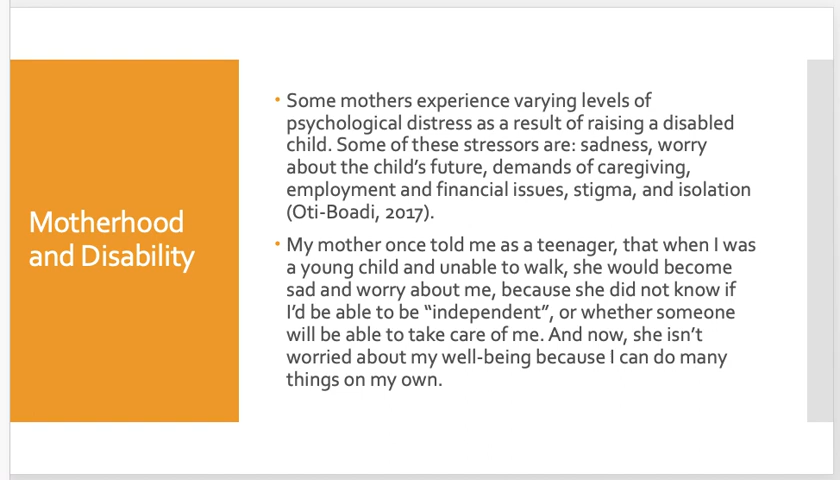 Motherhood
and Disability
• Some mothers experience varying levels of
psychological distress as a result of raising a disabled
child. Some of these stressors are: sadness, worry
about the child’s future, demands of caregiving,
employment and financial issues, stigma, and isolation
(Oti-Boadi, 2017).
• My mother once told me as a teenager, that when I was
a young child and unable to walk, she would become
sad and worry about me, because she did not know if
I’d be able to be “independent”, or whether someone
will be able to take care of me. And now, she isn’t
worried about my well-being because I can do many
things on my own.